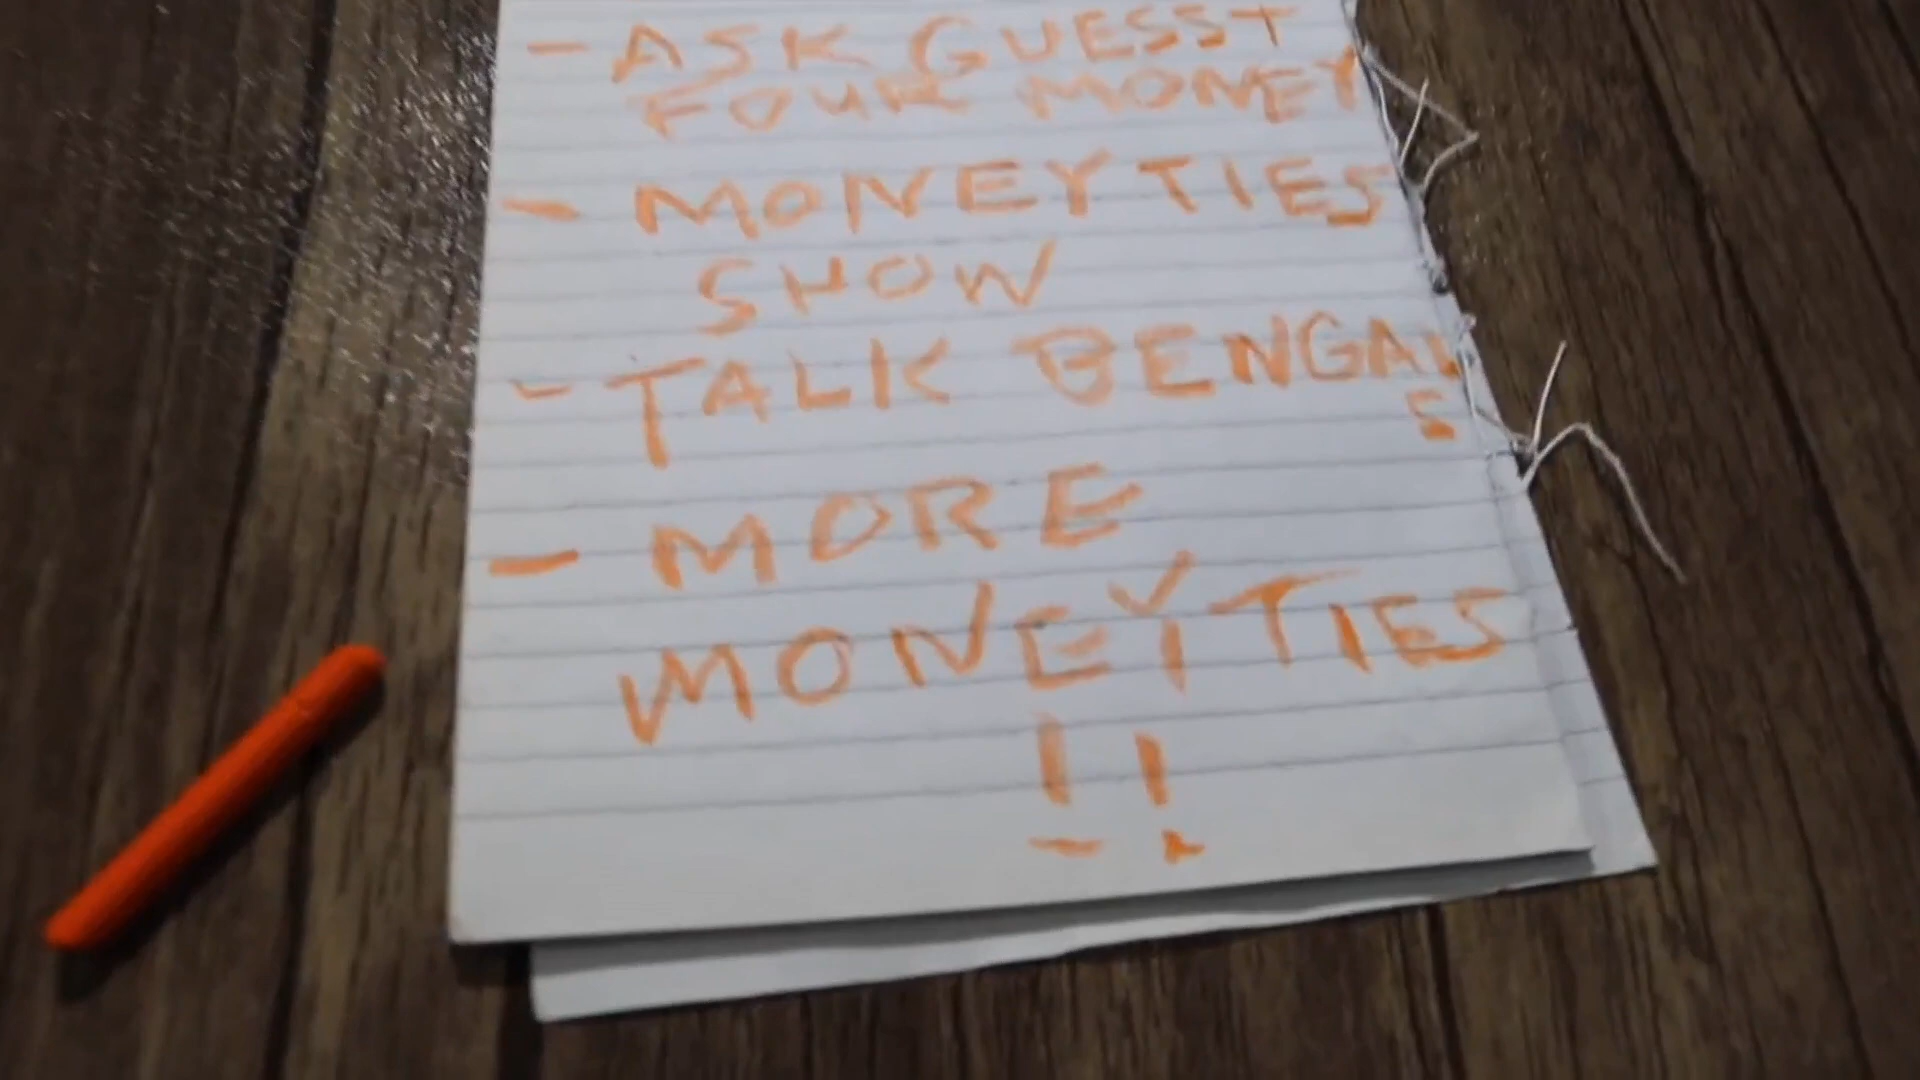 - ASK GUESST
FOUR MONEY
- MONEYTIES
SHOW
- TALK BENGAL
S
- MORE
MONEYTIES
!!